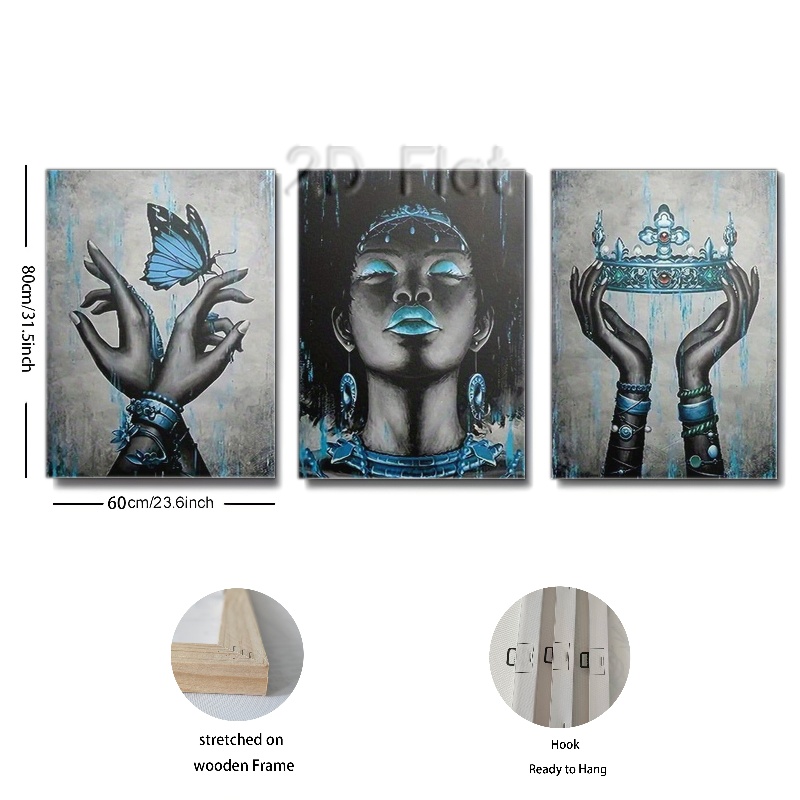 2D Flat
80cm/31.5inch
60cm/23.6inch
stretched on
wooden Frame
Hook
Ready to Hang